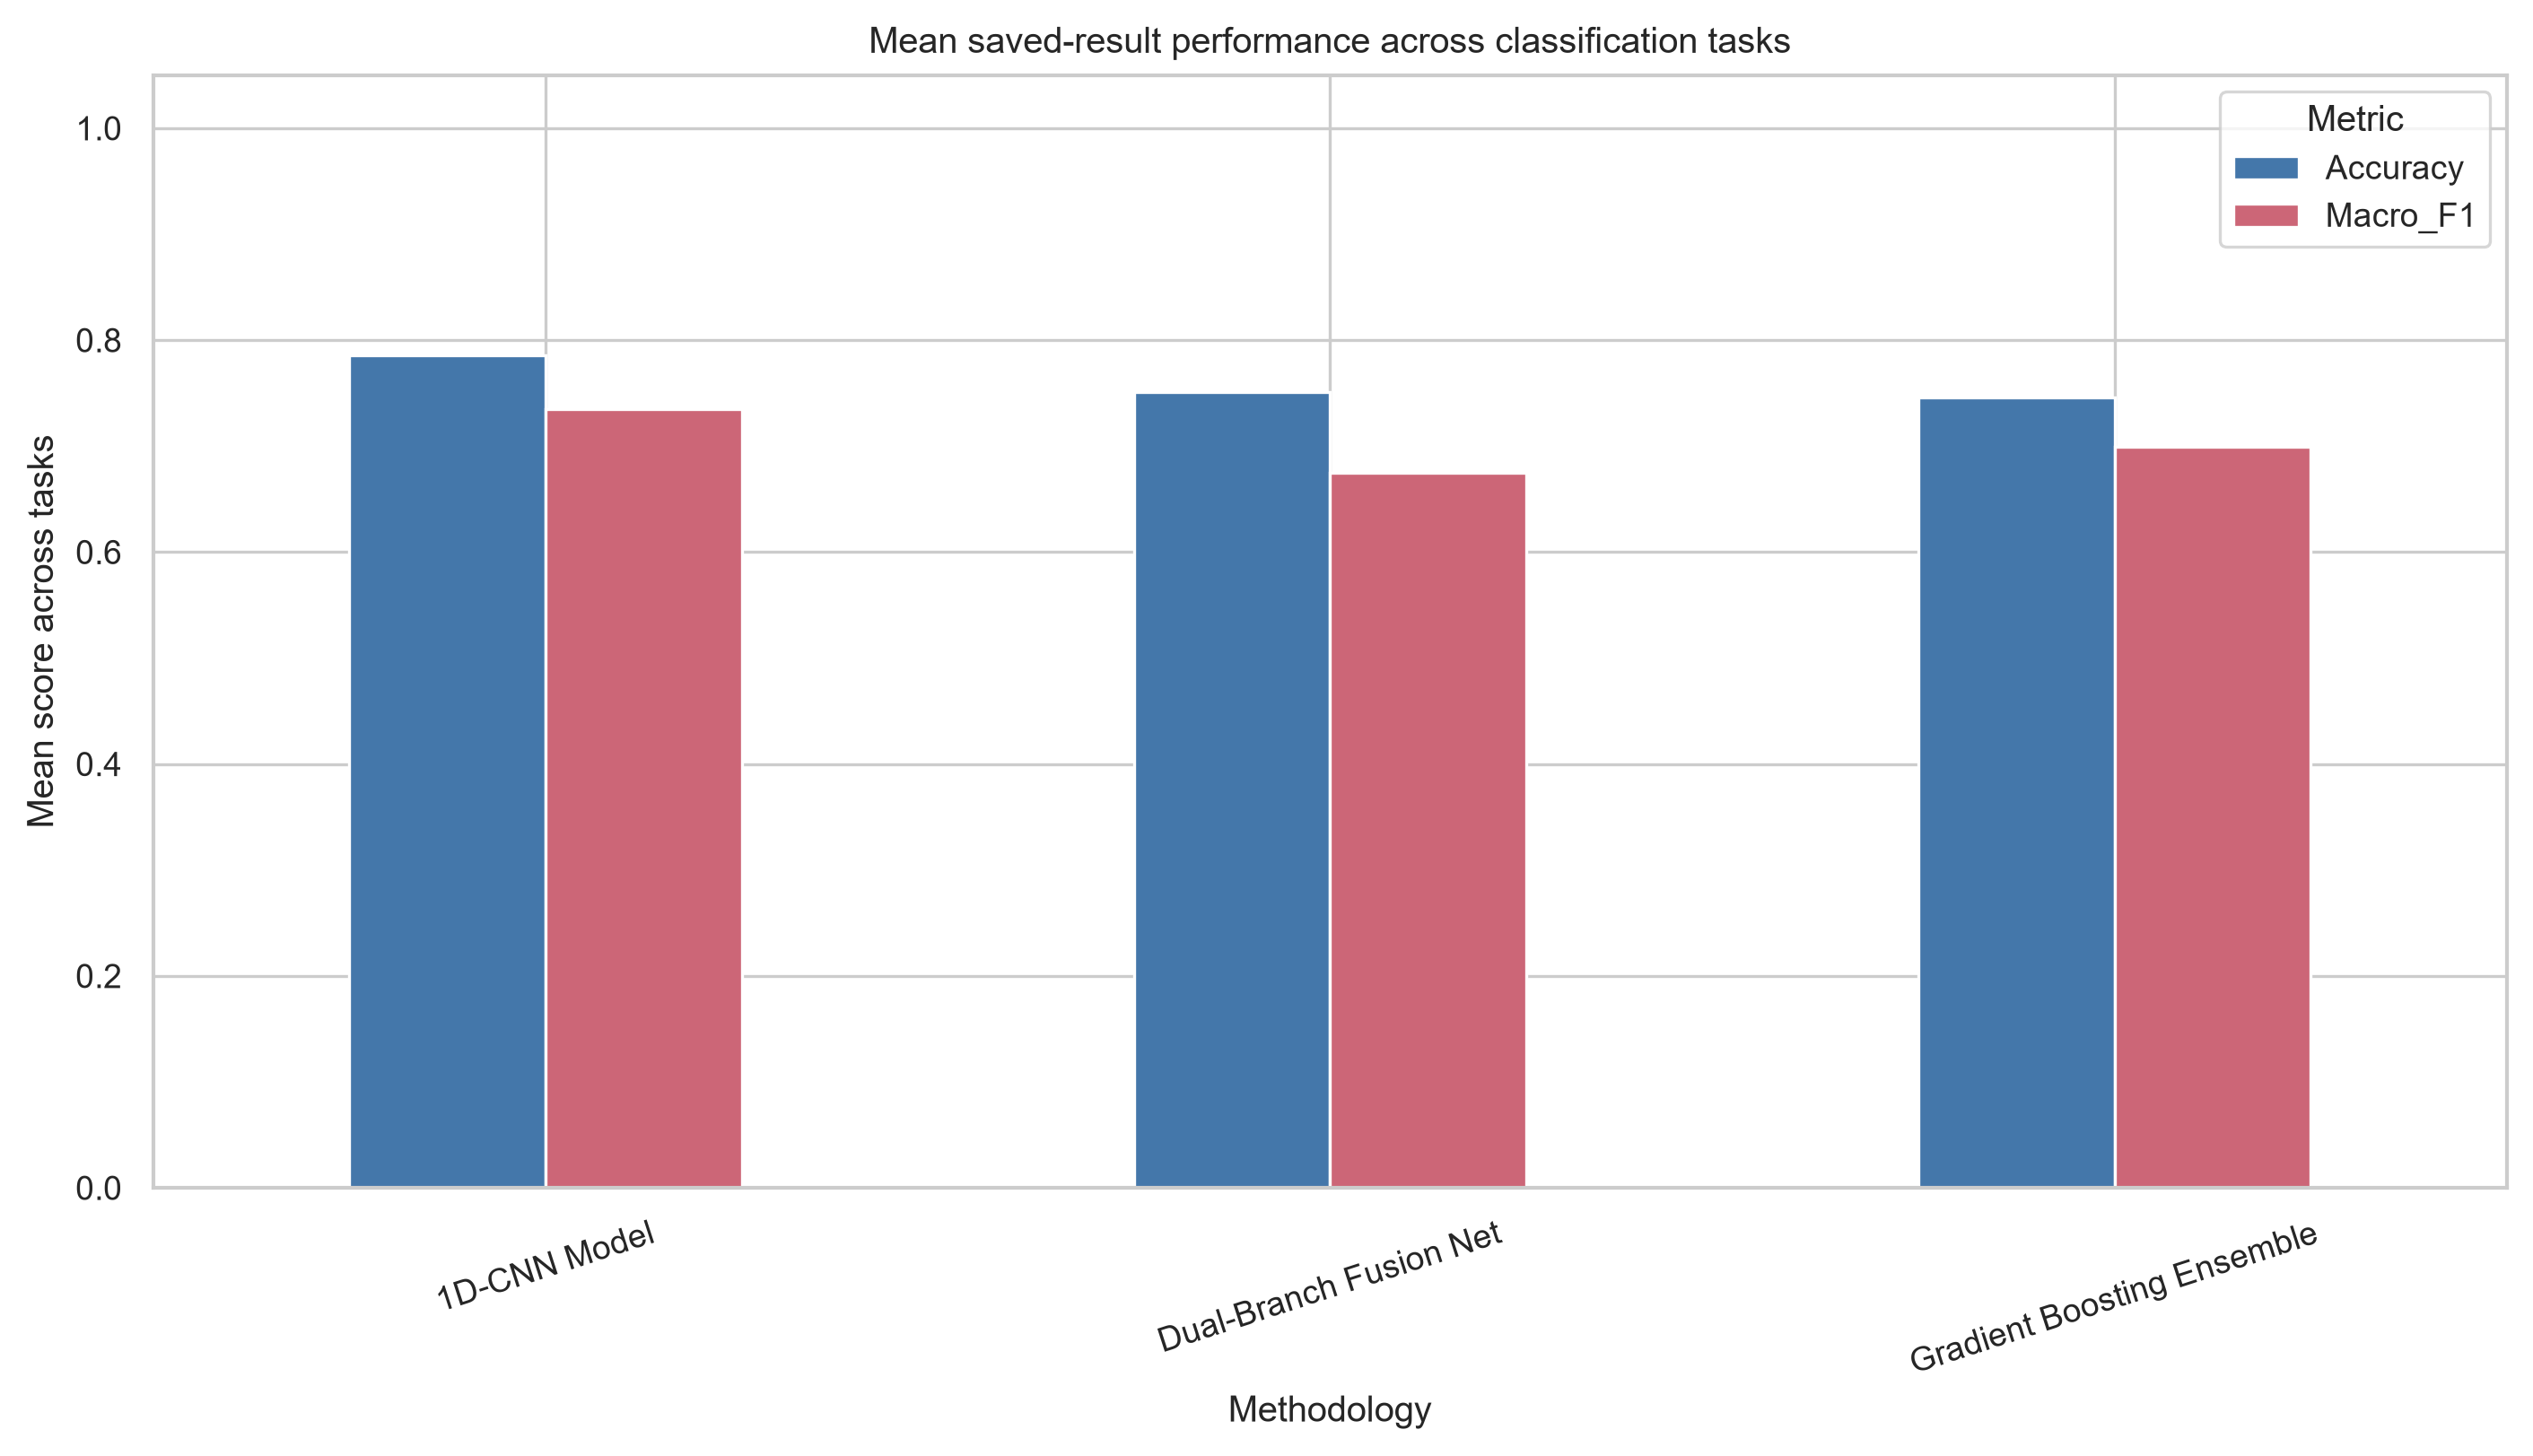 Mean saved-result performance across classification tasks
Metric
Accuracy
Macro_F1
Mean score across tasks
1.0
0.8
0.6
0.4
0.2
0.0
1D-CNN Model
Dual-Branch Fusion Net
Gradient Boosting Ensemble
Methodology